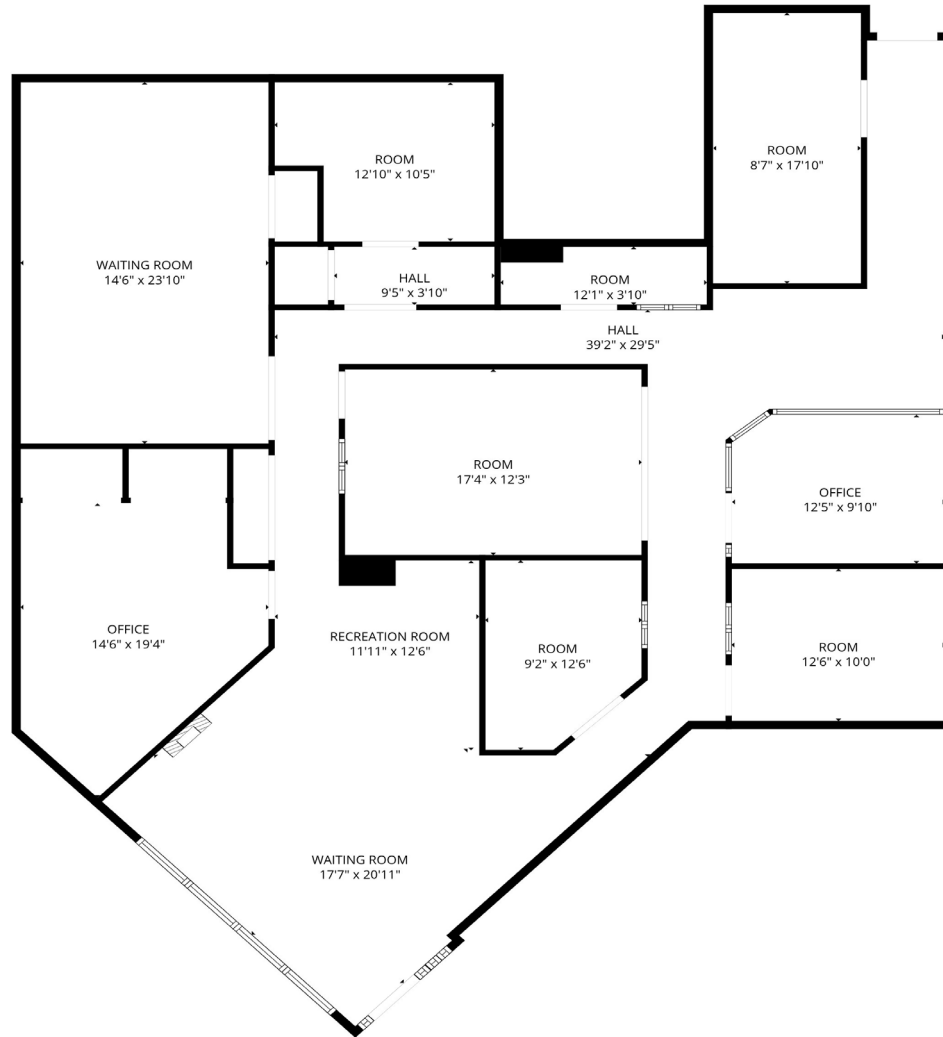 ROOM
8'7" x 17'10"
ROOM
12'10" x 10'5"
WAITING ROOM
14'6" x 23'10"
HALL
9'5" x 3'10"
ROOM
12'1" x 3'10"
HALL
39'2" x 29'5"
ROOM
17'4" x 12'3"
OFFICE
12'5" x 9'10"
OFFICE
14'6" x 19'4"
RECREATION ROOM
11'11" x 12'6"
ROOM
9'2" x 12'6"
ROOM
12'6" x 10'0"
WAITING ROOM
17'7" x 20'11"